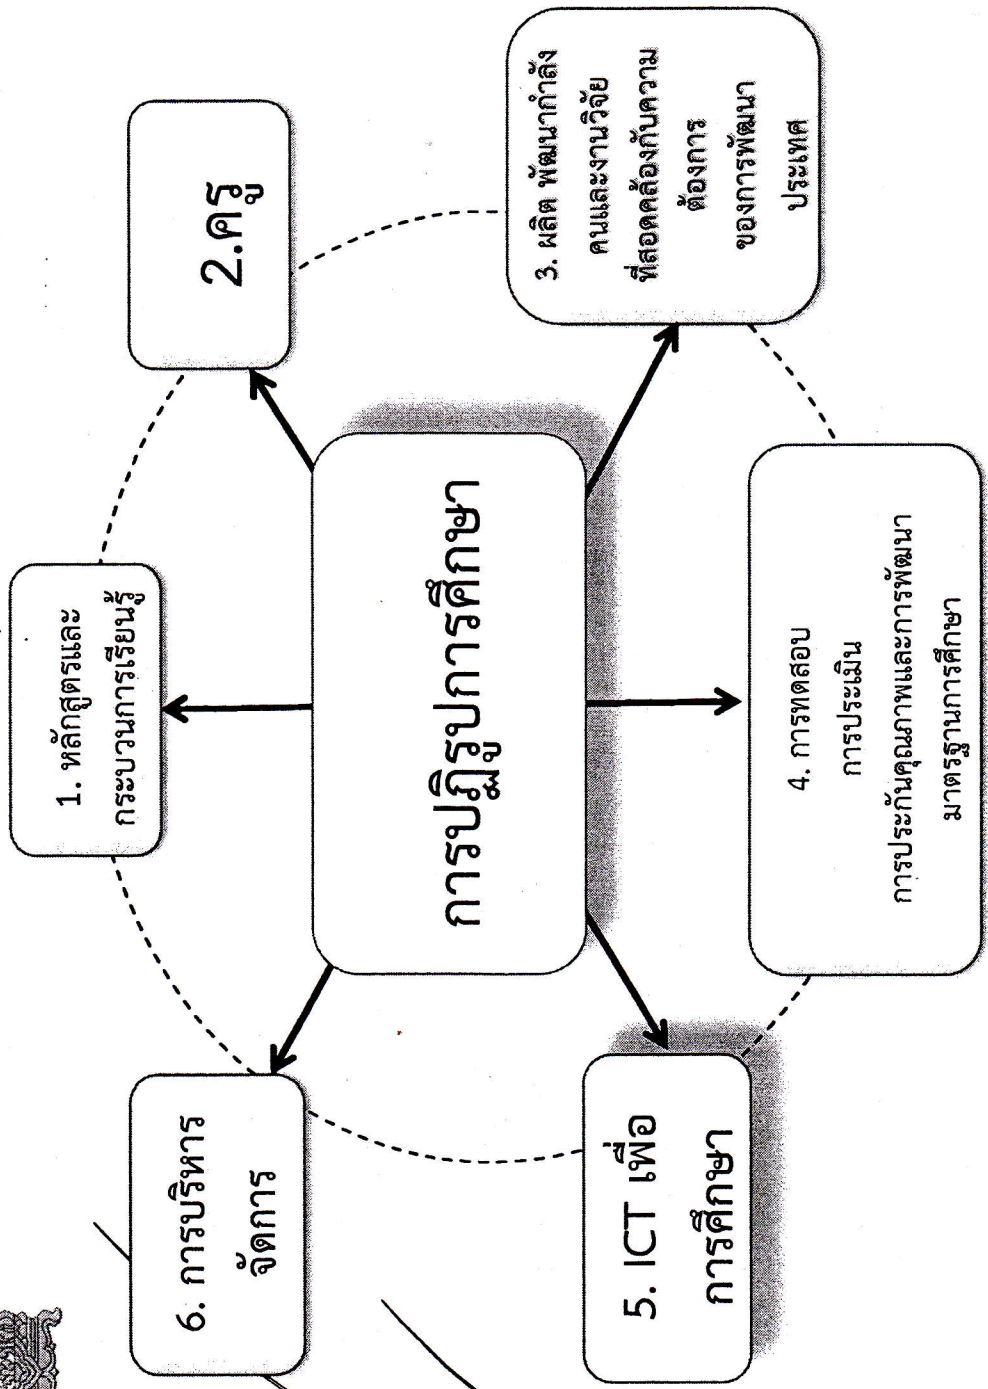 การปฏิรูปการศึกษา
1. หลักสูตรและ
กระบวนการเรียนรู้
2.ครู
3. ผลิต พัฒนากำลัง
คนและงานวิจัย
ที่สอดคล้องกับความ
ต้องการ
ของการพัฒนา
ประเทศ
4. การทดสอบ
การประเมิน
การประกันคุณภาพและการพัฒนา
มาตรฐานการศึกษา
5. ICT เพื่อ
การศึกษา
6. การบริหาร
จัดการ